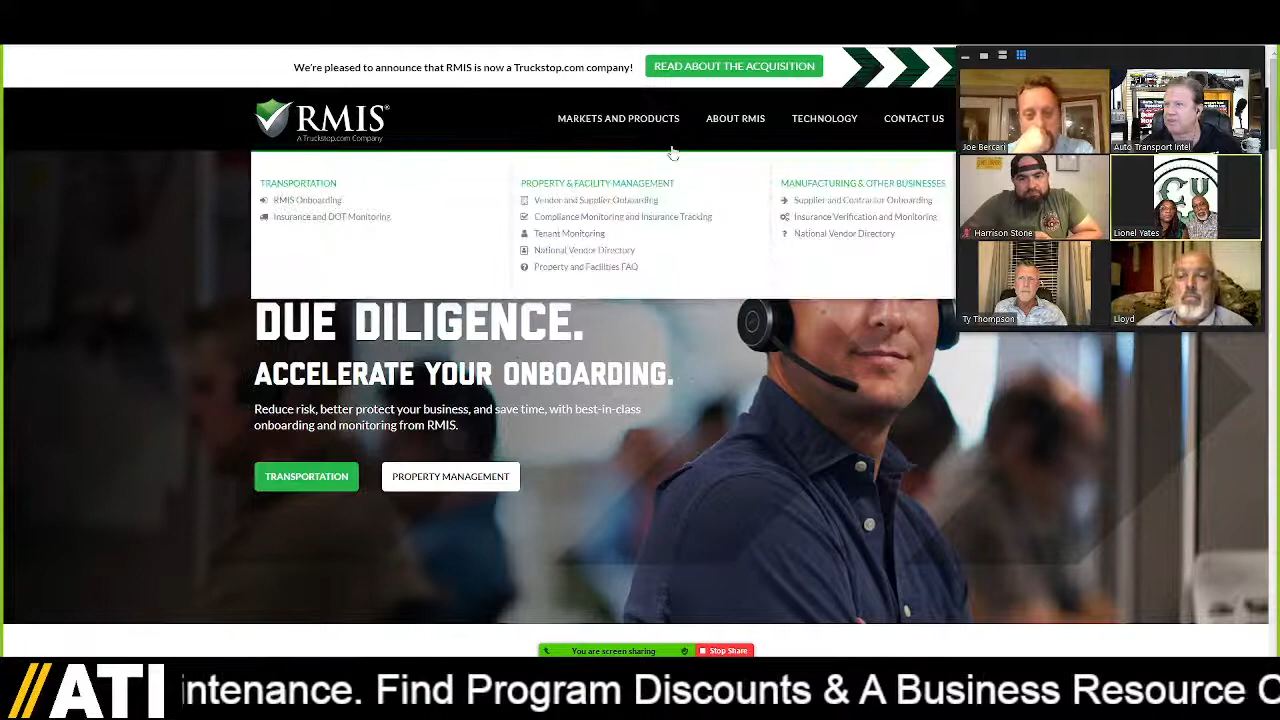 We're pleased to announce that RMIS is now a Truckstop.com company!
READ ABOUT THE ACQUISITION
RMIS®
A Truckstop.com Company
MARKETS AND PRODUCTS
ABOUT RMIS
TECHNOLOGY
CONTACT US
TRANSPORTATION
RMIS Onboarding
Insurance and DOT Monitoring
PROPERTY & FACILITY MANAGEMENT
Vendor and Supplier Onboarding
Compliance Monitoring and Insurance Tracking
Tenant Monitoring
National Vendor Directory
Property and Facilities FAQ
MANUFACTURING & OTHER BUSINESSES
Supplier and Contractor Onboarding
Insurance Verification and Monitoring
National Vendor Directory
DUE DILIGENCE.
ACCELERATE YOUR ONBOARDING.
Reduce risk, better protect your business, and save time, with best-in-class
onboarding and monitoring from RMIS.
TRANSPORTATION
PROPERTY MANAGEMENT
Joe Bercari
Auto Transport Intel
Harrison Stone
Lionel Yates
Ty Thompson
Lloyd
You are screen sharing
Stop Share
//ATI
intenance. Find Program Discounts & A Business Resource C